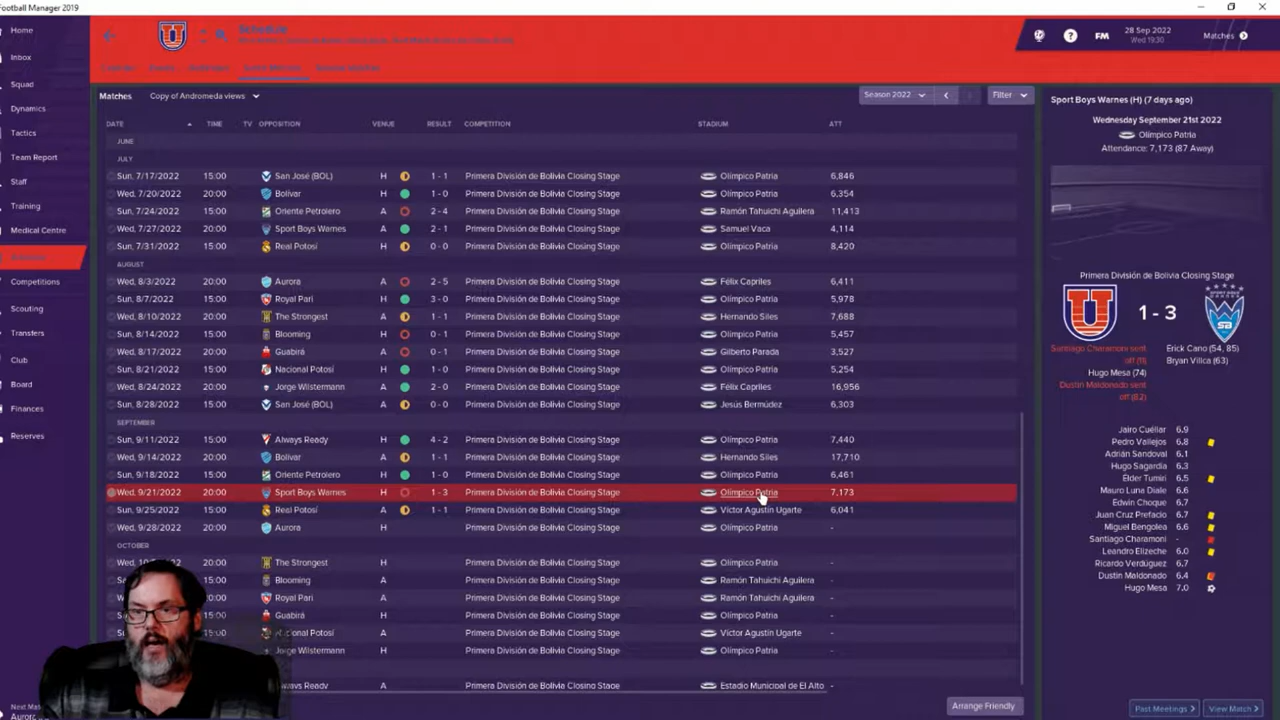 Football Manager 2019
Home
Inbox
Squad
Dynamics
Tactics
Team Report
Staff
Training
Medical Centre
Competitions
Scouting
Transfers
Club
Board
Finances
Reserves
Schedule
28 Sep 2022
Wed 19:30
FM
Matches
Matches Copy of Andromeda views
Season 2022
Filter
DATE TIME TV OPPOSITION VENUE RESULT COMPETITION STADIUM ATT
JUNE
JULY
Sun, 7/17/2022 15:00 San José (BOL) H 1 - 1 Primera División de Bolivia Closing Stage Olímpico Patria 6,846
Wed, 7/20/2022 20:00 Bolívar H 1 - 0 Primera División de Bolivia Closing Stage Olímpico Patria 6,354
Sun, 7/24/2022 15:00 Oriente Petrolero A 2 - 4 Primera División de Bolivia Closing Stage Ramón Tahuichi Aguilera 11,413
Wed, 7/27/2022 20:00 Sport Boys Warnes A 2 - 1 Primera División de Bolivia Closing Stage Samuel Vaca 4,114
Sun, 7/31/2022 15:00 Real Potosí H 0 - 0 Primera División de Bolivia Closing Stage Olímpico Patria 8,420
AUGUST
Wed, 8/3/2022 20:00 Aurora A 2 - 5 Primera División de Bolivia Closing Stage Félix Capriles 6,411
Sun, 8/7/2022 15:00 Royal Pari H 3 - 0 Primera División de Bolivia Closing Stage Olímpico Patria 5,978
Wed, 8/10/2022 20:00 The Strongest A 1 - 1 Primera División de Bolivia Closing Stage Hernando Siles 7,688
Sun, 8/14/2022 15:00 Blooming H 0 - 1 Primera División de Bolivia Closing Stage Olímpico Patria 5,457
Wed, 8/17/2022 20:00 Guabirá A 0 - 1 Primera División de Bolivia Closing Stage Gilberto Parada 3,527
Sun, 8/21/2022 15:00 Nacional Potosí H 1 - 0 Primera División de Bolivia Closing Stage Olímpico Patria 5,254
Wed, 8/24/2022 20:00 Jorge Wilstermann A 2 - 0 Primera División de Bolivia Closing Stage Félix Capriles 16,956
Sun, 8/28/2022 15:00 San José (BOL) A 0 - 0 Primera División de Bolivia Closing Stage Jesús Bermúdez 6,303
SEPTEMBER
Sun, 9/11/2022 15:00 Always Ready H 4 - 2 Primera División de Bolivia Closing Stage Olímpico Patria 7,440
Wed, 9/14/2022 20:00 Bolívar A 1 - 1 Primera División de Bolivia Closing Stage Hernando Siles 17,710
Sun, 9/18/2022 15:00 Oriente Petrolero H 1 - 0 Primera División de Bolivia Closing Stage Olímpico Patria 6,461
Wed, 9/21/2022 20:00 Sport Boys Warnes H 1 - 3 Primera División de Bolivia Closing Stage Olímpico Patria 7,173
Sun, 9/25/2022 15:00 Real Potosí A 1 - 1 Primera División de Bolivia Closing Stage Víctor Agustín Ugarte 6,041
Wed, 9/28/2022 20:00 Aurora H Primera División de Bolivia Closing Stage Olímpico Patria -
OCTOBER
Wed, The Strongest H Primera División de Bolivia Closing Stage Olímpico Patria -
Blooming A Primera División de Bolivia Closing Stage Ramón Tahuichi Aguilera -
Royal Pari A Primera División de Bolivia Closing Stage Ramón Tahuichi Aguilera -
15:00 Guabirá H Primera División de Bolivia Closing Stage Olímpico Patria -
15:00 Potosí A Primera División de Bolivia Closing Stage Víctor Agustín Ugarte -
Jorge Wilstermann H Primera División de Bolivia Closing Stage Olímpico Patria -
Ready A Primera División de Bolivia Closing Stage Estadio Municipal de El Alto -
Arrange Friendly
Next
Sport Boys Warnes (H) (7 days ago)
Wednesday September 21st 2022
Olímpico Patria
Attendance: 7,173 (87 Away)
Primera División de Bolivia Closing Stage
U 1 - 3
Santiago Charamoni sent
off (11)
Hugo Mesa (74)
Dustin Maldonado sent
off (82)
Erick Cano (54, 85)
Bryan Villca (63)
Jairo Cuéllar 6.9
Pedro Vallejos 6.8
Adrián Sandoval 6.1
Hugo Sagardia 6.3
Élder Tumiri 6.5
Mauro Luna Diale 6.6
Edwin Choque 6.7
Juan Cruz Prefacio 6.7
Miguel Bengolea 6.6
Santiago Charamoni -
Leandro Elizeche 6.0
Ricardo Verdúguez 6.7
Dustin Maldonado 6.4
Hugo Mesa 7.0
Past Meetings
View Match